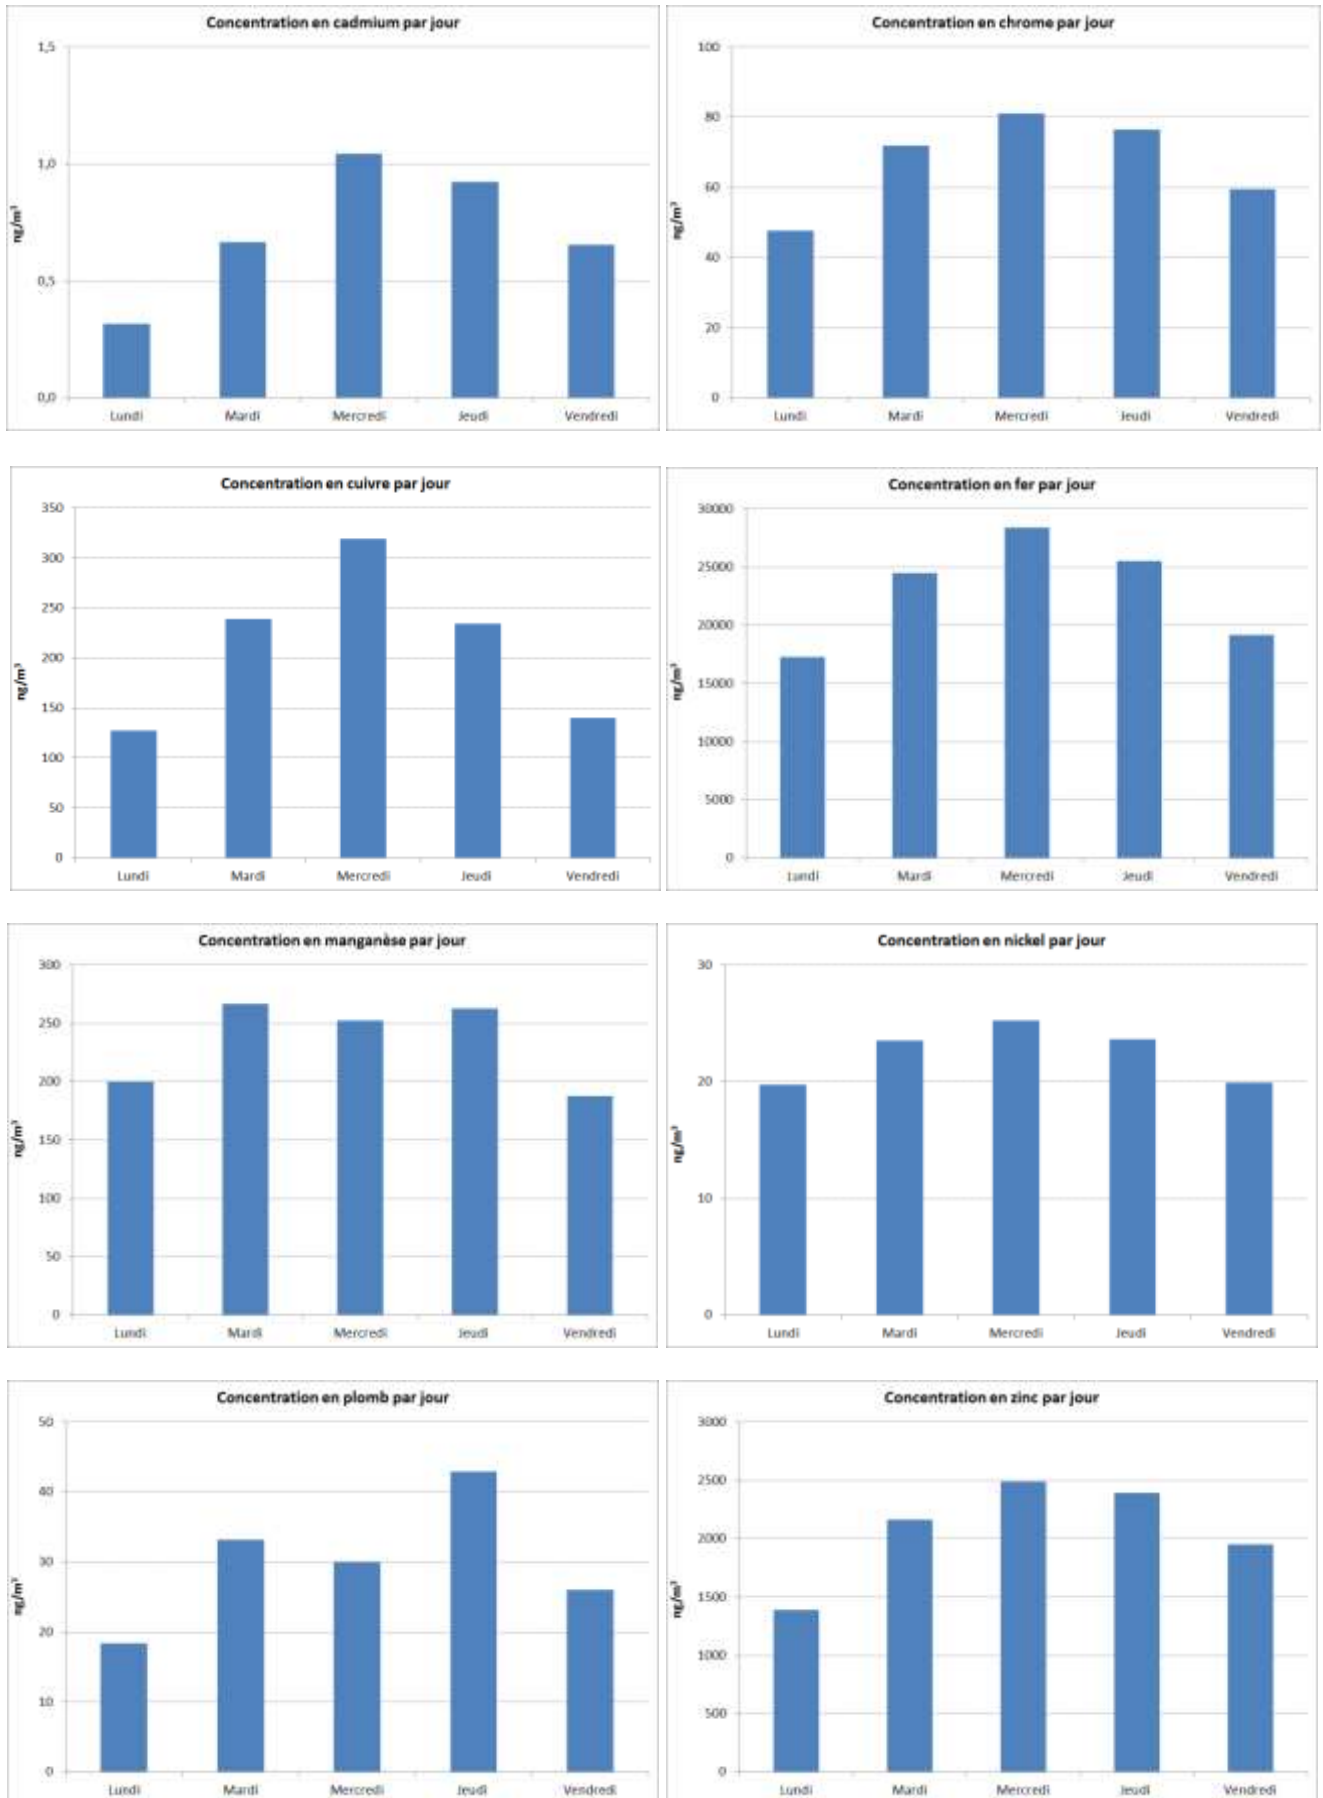 Concentration en cadmium par jour
1,5
1,0
0,5
0,0
ng/m³
Lundi Mardi Mercredi Jeudi Vendredi
Concentration en chrome par jour
100
80
60
40
20
0
ng/m³
Lundi Mardi Mercredi Jeudi Vendredi
Concentration en cuivre par jour
350
300
250
200
150
100
50
0
ng/m³
Lundi Mardi Mercredi Jeudi Vendredi
Concentration en fer par jour
30000
25000
20000
15000
10000
5000
0
ng/m³
Lundi Mardi Mercredi Jeudi Vendredi
Concentration en manganèse par jour
300
250
200
150
100
50
0
ng/m³
Lundi Mardi Mercredi Jeudi Vendredi
Concentration en nickel par jour
30
20
10
0
ng/m³
Lundi Mardi Mercredi Jeudi Vendredi
Concentration en plomb par jour
50
40
30
20
10
0
ng/m³
Lundi Mardi Mercredi Jeudi Vendredi
Concentration en zinc par jour
3000
2500
2000
1500
1000
500
0
ng/m³
Lundi Mardi Mercredi Jeudi Vendredi